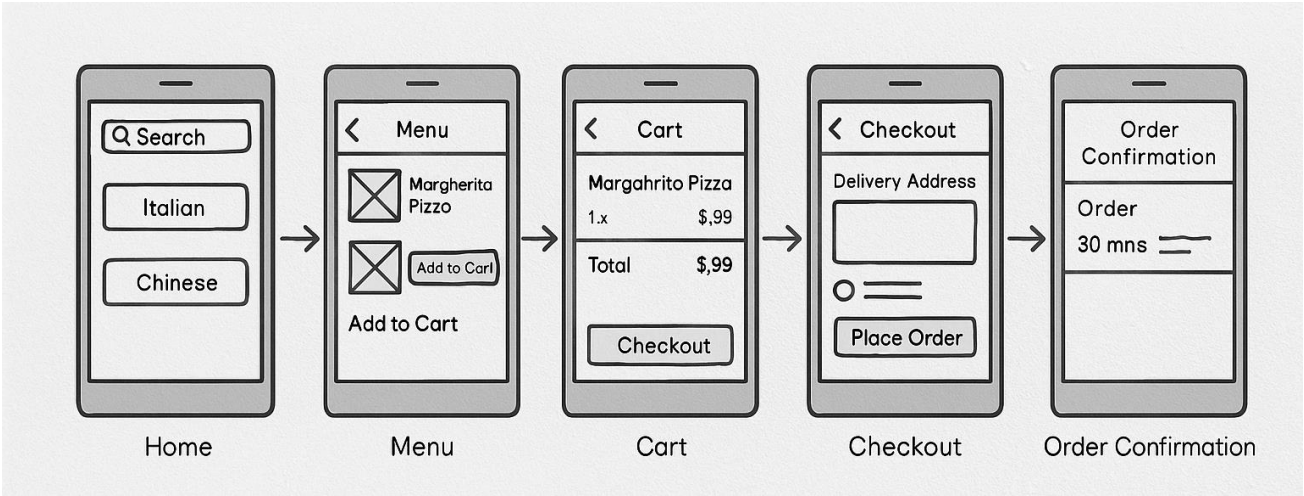 Search
Italian
Chinese
Home
Menu
Margherita
Pizzo
Add to Carl
Add to Cart
Menu
Cart
Margahrito Pizza
1.x $,99
Total $,99
Checkout
Cart
Checkout
Delivery Address
Place Order
Checkout
Order
Confirmation
Order
30 mns
Order Confirmation